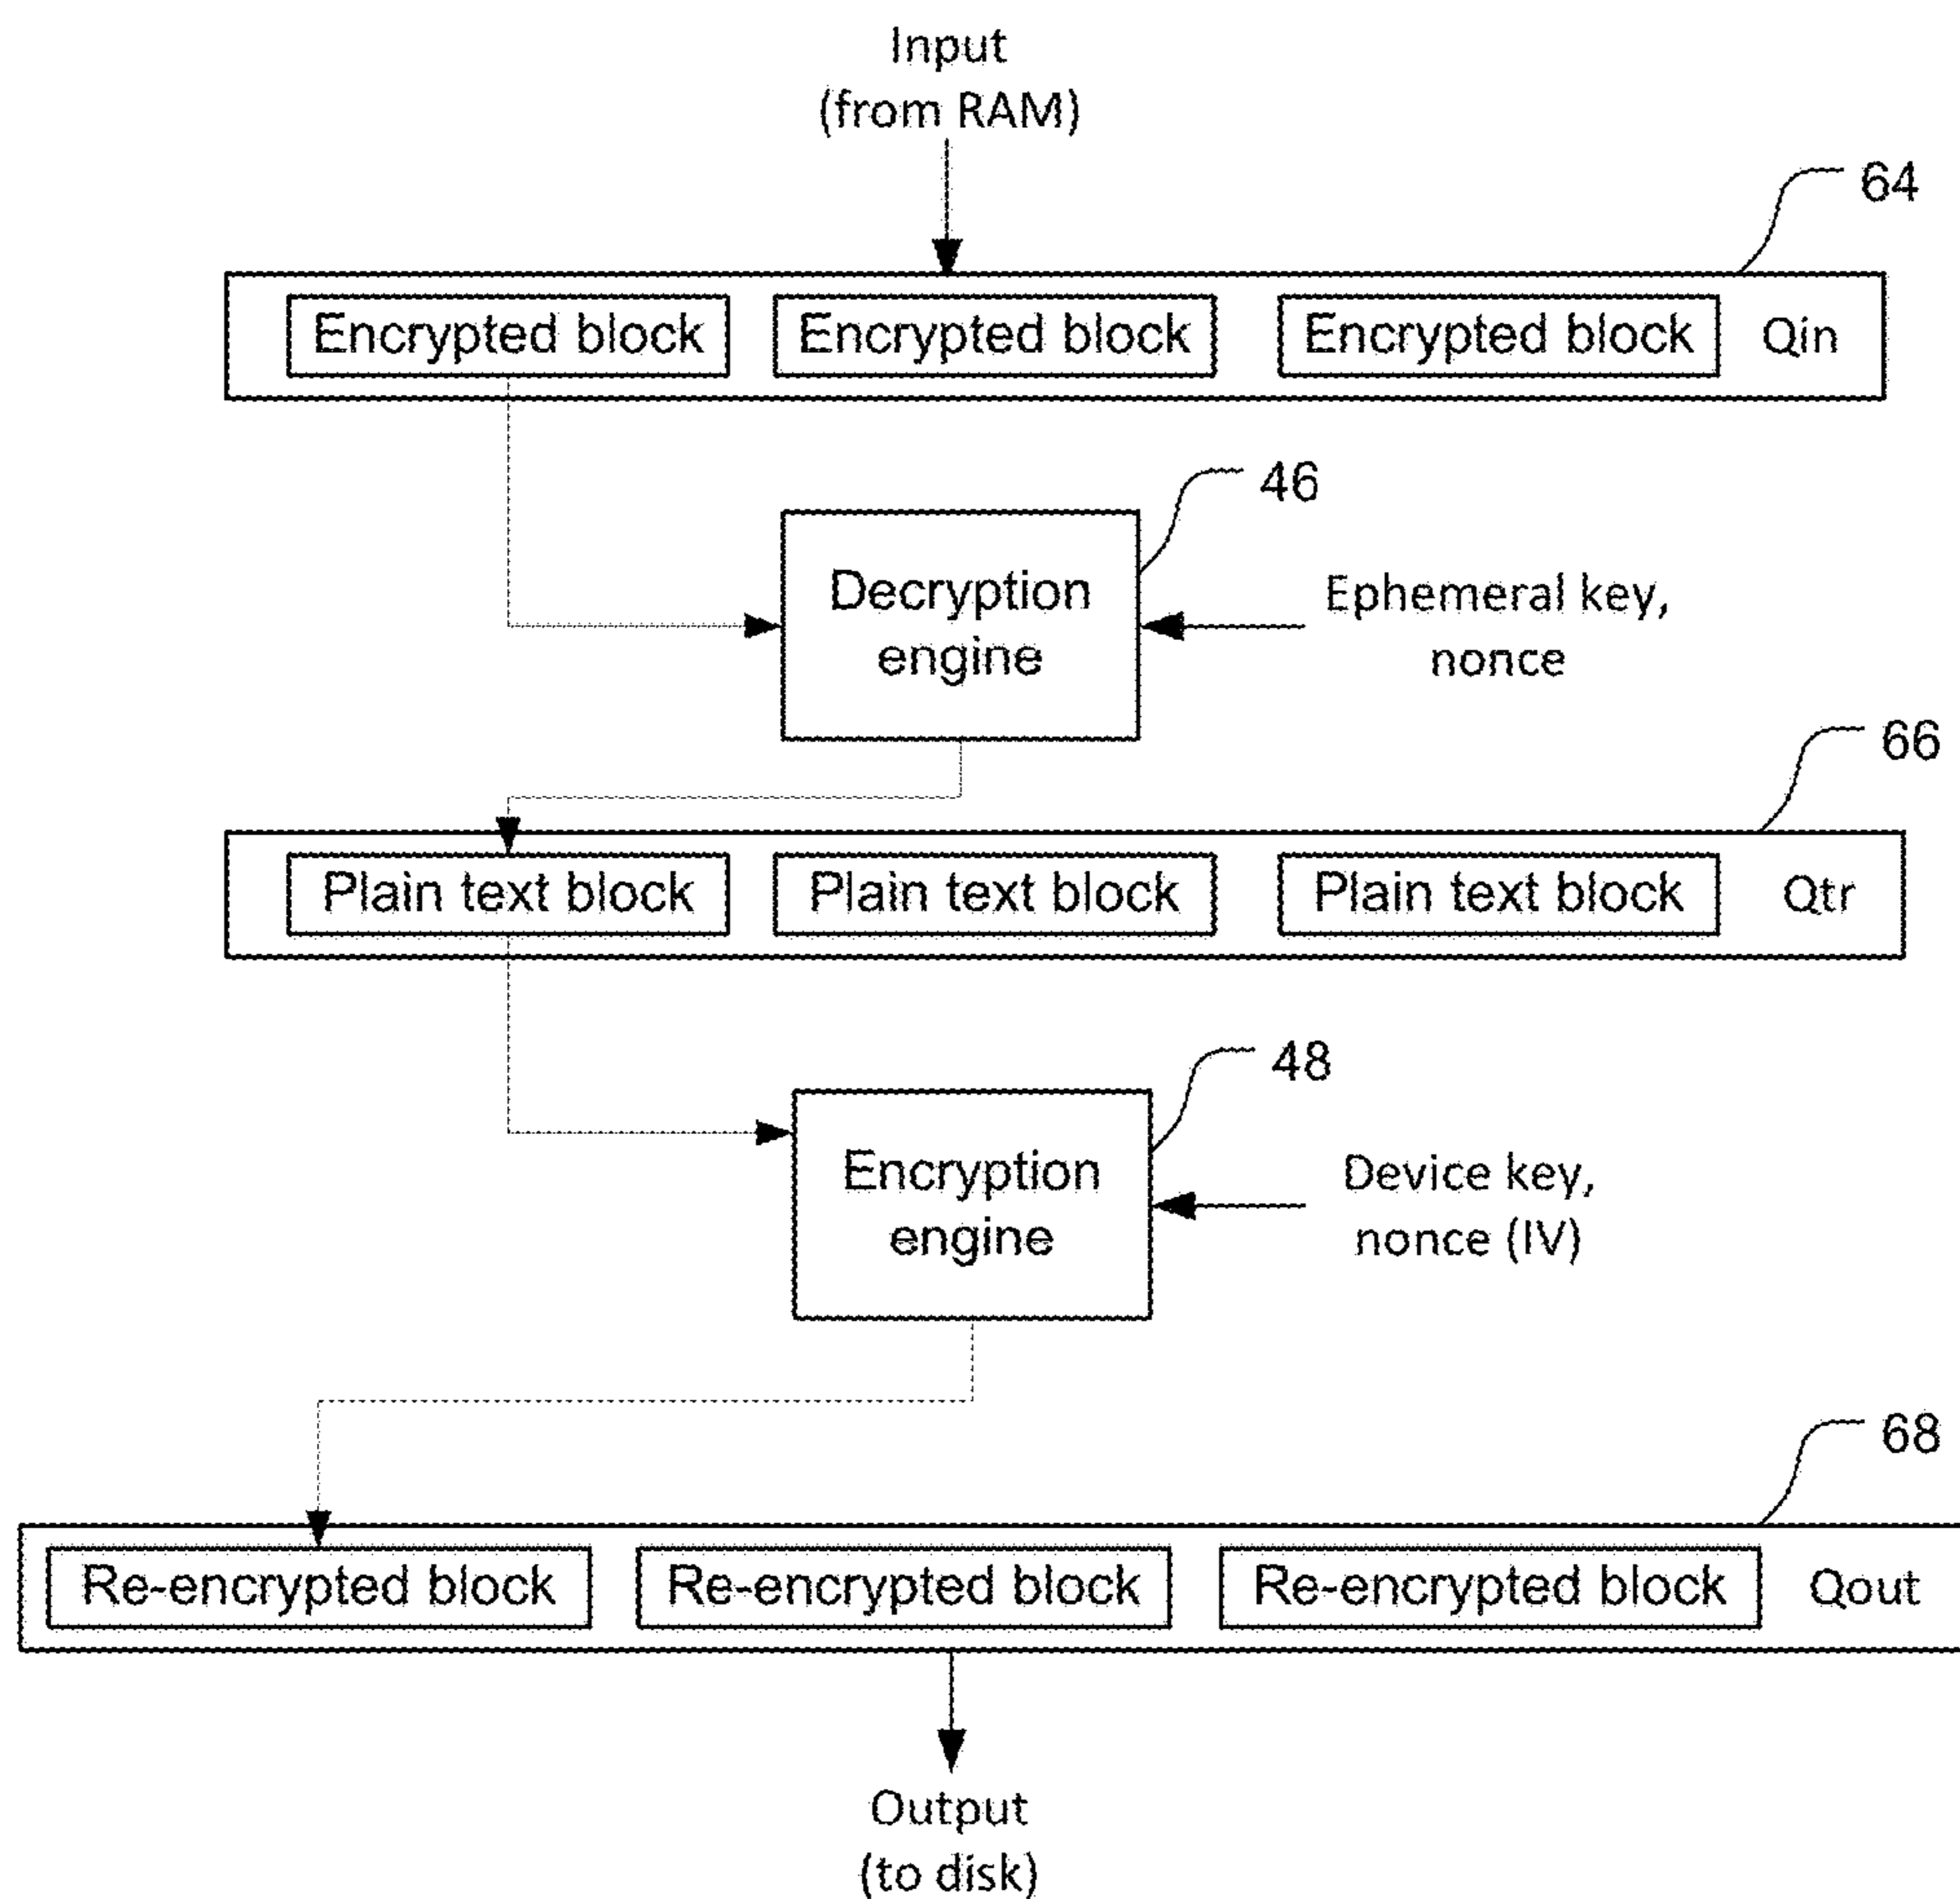 Input
(from RAM)
64
Encrypted block Encrypted block Encrypted block Qin
46
Decryption
engine
Ephemeral key,
nonce
66
Plain text block Plain text block Plain text block Qtr
48
Encryption
engine
Device key,
nonce (IV)
68
Re-encrypted block Re-encrypted block Re-encrypted block Qout
Output
(to disk)